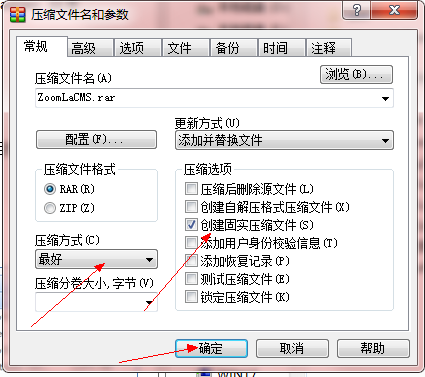 压缩文件名和参数
常规 高级 选项 文件 备份 时间 注释
压缩文件名(A)
浏览(B)...
ZoomLaCMS.rar
更新方式(U)
配置(F)...
添加并替换文件
压缩文件格式
RAR(R)
ZIP(Z)
压缩方式(C)
最好
压缩分卷大小,字节(V)
压缩选项
压缩后删除源文件(L)
创建自解压格式压缩文件(X)
创建固实压缩文件(S)
添加用户身份校验信息(T)
添加恢复记录(P)
测试压缩文件(E)
锁定压缩文件(K)
确定 取消 帮助